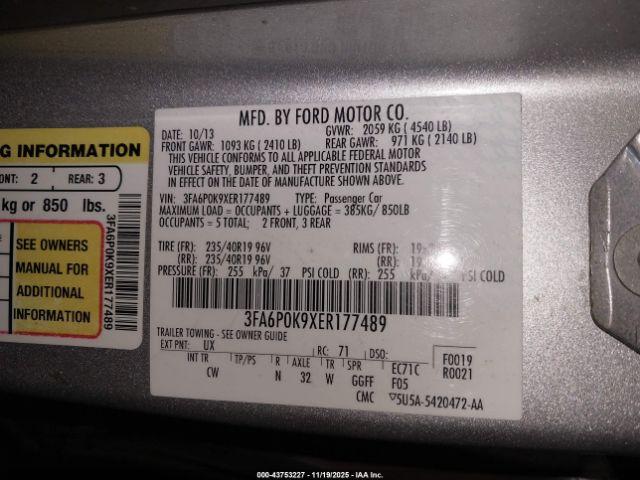 MFD. BY FORD MOTOR CO.
DATE: 10/13 GVWR: 2059 KG ( 4540 LB)
FRONT GAWR: 1093 KG ( 2410 LB) REAR GAWR: 971 KG ( 2140 LB)
THIS VEHICLE CONFORMS TO ALL APPLICABLE FEDERAL MOTOR
VEHICLE SAFETY, BUMPER, AND THEFT PREVENTION STANDARDS
IN EFFECT ON THE DATE OF MANUFACTURE SHOWN ABOVE.
VIN: 3FA6P0K9XER177489 TYPE: Passenger Car
MAXIMUM LOAD = OCCUPANTS + LUGGAGE = 385KG/ 850LB
OCCUPANTS = 5 TOTAL; 2 FRONT, 3 REAR
TIRE (FR): 235/40R19 96V RIMS (FR): 19
(RR): 235/40R19 96V (RR): 19
PRESSURE (FR): 255 kPa/ 37 PSI COLD (RR): 255 PSI COLD
3FA6P0K9XER177489
TRAILER TOWING - SEE OWNER GUIDE
EXT PNT: UX RC: 71 DSO: F0019
R0021
INT TR TP/PS R AXLE TR SPR EC71C
CW N 32 W GGFF F05
CMC 5U5A-5420472-AA
G INFORMATION
ONT: 2 REAR: 3
kg or 850 lbs.
SEE OWNERS
MANUAL FOR
ADDITIONAL
INFORMATION
3FA6P0K9XER177489
000-43753227 - 11/19/2025 - IAAI, Inc.